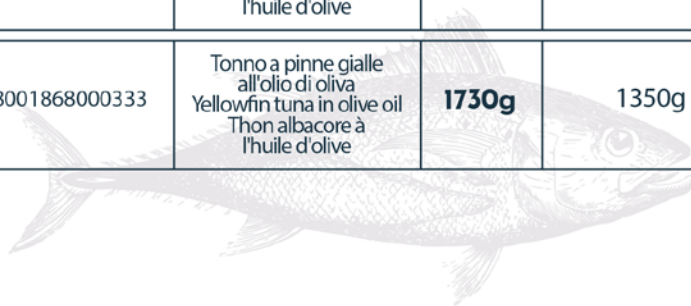 l'huile d'olive
8001868000333
Tonno a pinne gialle
all'olio di oliva
Yellowfin tuna in olive oil
Thon albacore à
l'huile d'olive
1730g
1350g